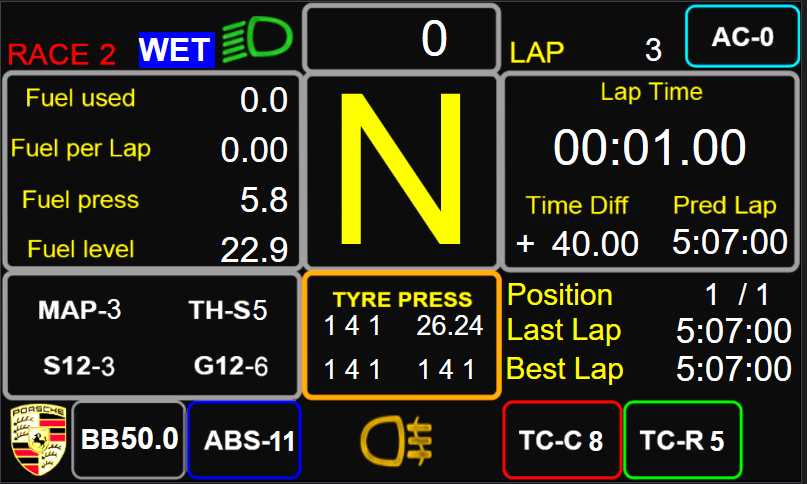 RACE 2 WET 0 LAP 3 AC-0
Fuel used 0.0
Fuel per Lap 0.00
Fuel press 5.8
Fuel level 22.9
N
Lap Time
00:01.00
Time Diff Pred Lap
+ 40.00 5:07:00
MAP-3 TH-S5
S12-3 G12-6
TYRE PRESS
1 4 1 26.24
1 4 1 1 4 1
Position 1 / 1
Last Lap 5:07:00
Best Lap 5:07:00
PORSCHE
BB50.0 ABS-11 TC-C 8 TC-R 5